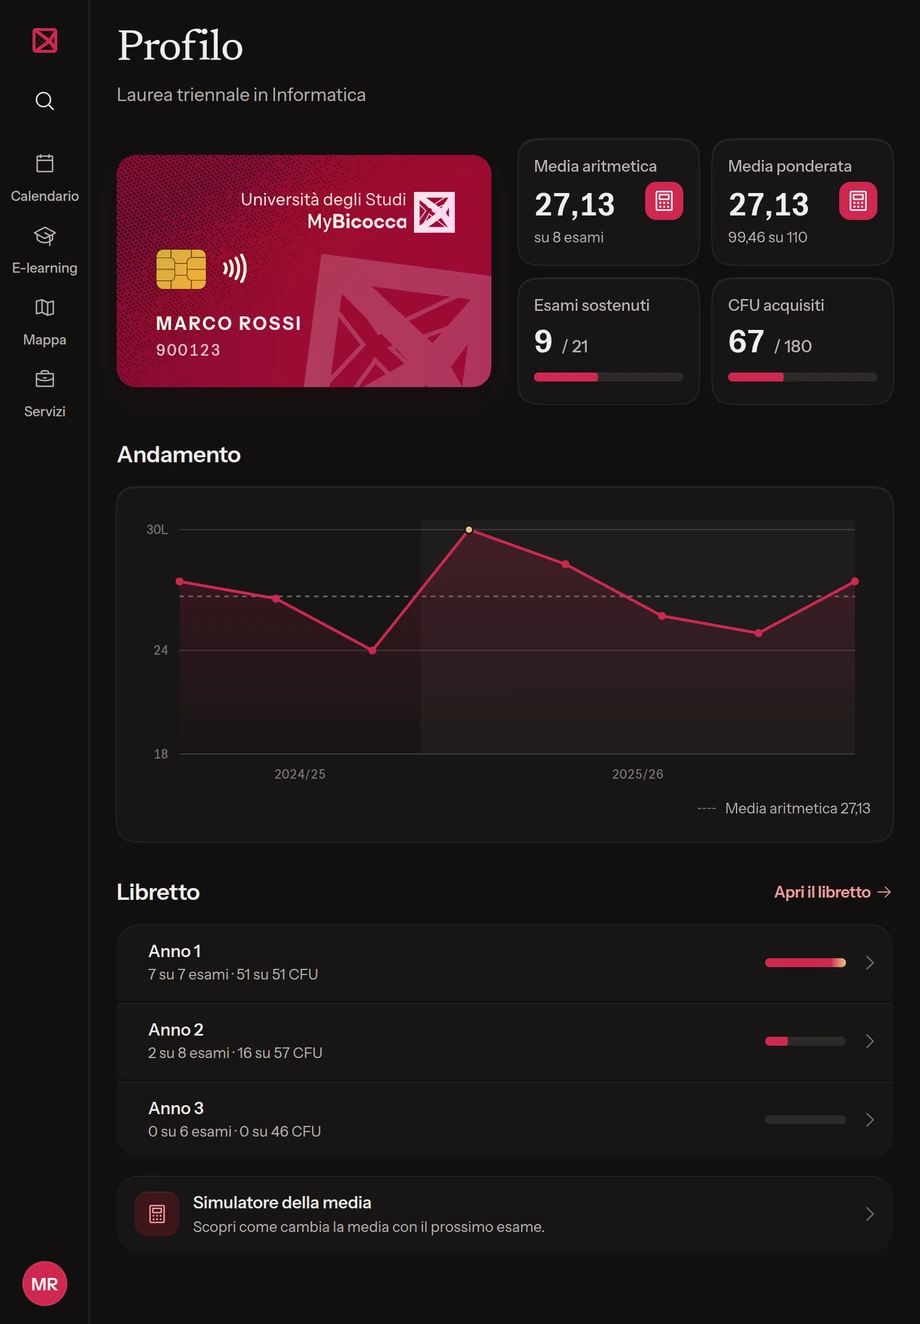 Profilo
Laurea triennale in Informatica
Calendario
E-learning
Mappa
Servizi
MR
Università degli Studi
MyBicocca
MARCO ROSSI
900123
Media aritmetica
27,13
su 8 esami
Media ponderata
27,13
99,46 su 110
Esami sostenuti
9 / 21
CFU acquisiti
67 / 180
Andamento
30L
24
18
2024/25
2025/26
Media aritmetica 27,13
Libretto
Apri il libretto →
Anno 1
7 su 7 esami · 51 su 51 CFU
Anno 2
2 su 8 esami · 16 su 57 CFU
Anno 3
0 su 6 esami · 0 su 46 CFU
Simulatore della media
Scopri come cambia la media con il prossimo esame.